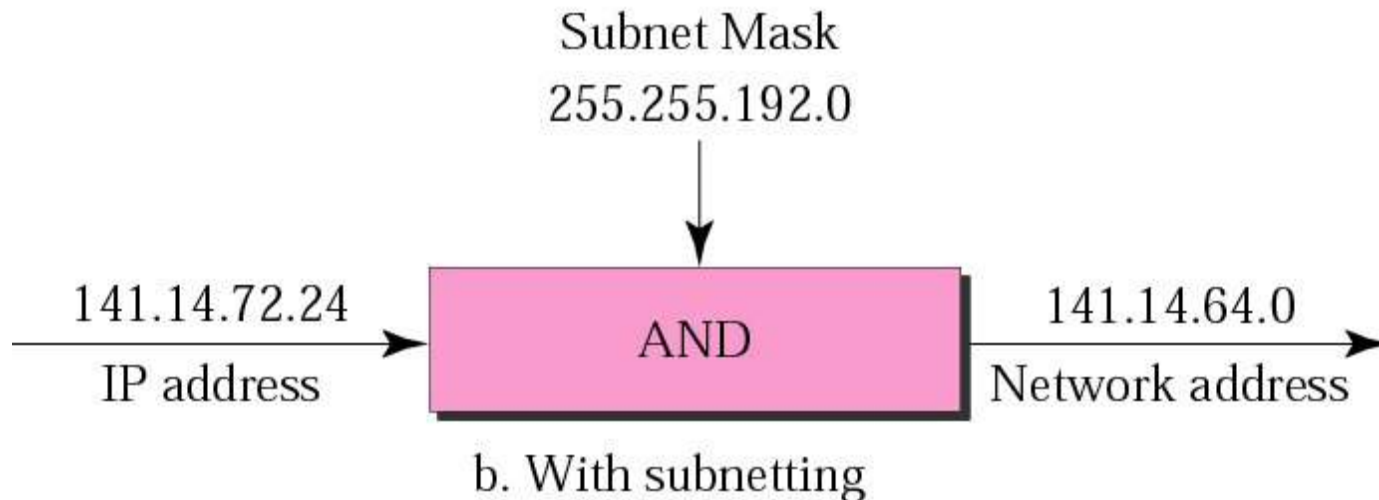 Subnet Mask
255.255.192.0
141.14.72.24
IP address
AND
141.14.64.0
Network address
b. With subnetting